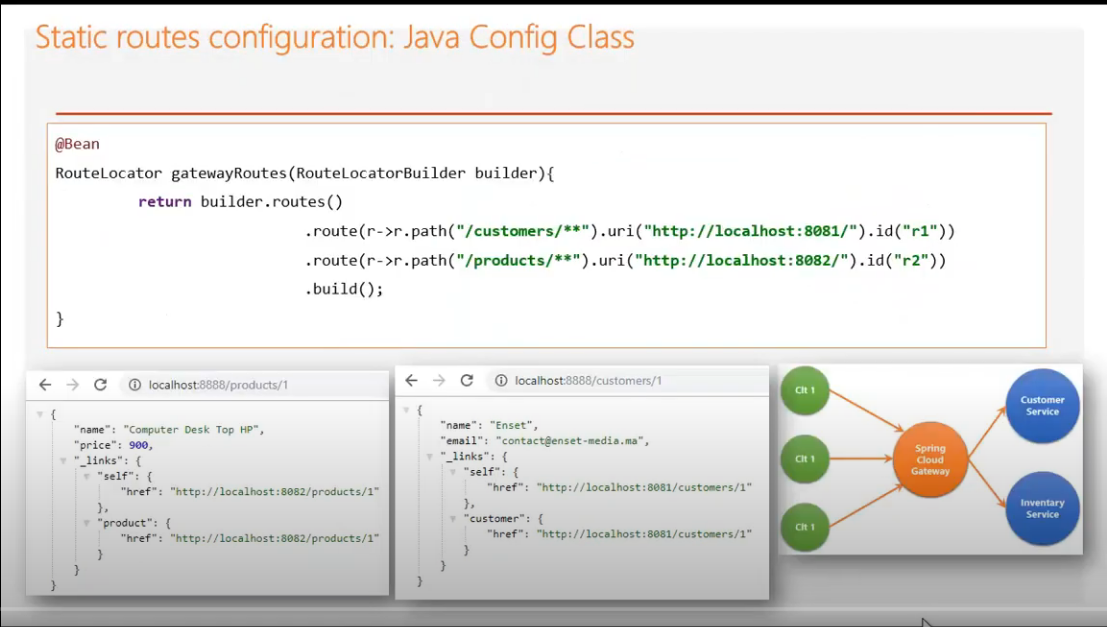 Static routes configuration: Java Config Class
@Bean
RouteLocator gatewayRoutes(RouteLocatorBuilder builder){
return builder.routes()
.route(r->r.path("/customers/**").uri("http://localhost:8081/").id("r1"))
.route(r->r.path("/products/**").uri("http://localhost:8082/").id("r2"))
.build();
}
localhost:8888/products/1
{
"name": "Computer Desk Top HP",
"price": 900,
"_links": {
"self": {
"href": "http://localhost:8082/products/1"
},
"product": {
"href": "http://localhost:8082/products/1"
}
}
}
localhost:8888/customers/1
{
"name": "Enset",
"email": "contact@enset-media.ma",
"_links": {
"self": {
"href": "http://localhost:8081/customers/1"
},
"customer": {
"href": "http://localhost:8081/customers/1"
}
}
}
Clt 1
Clt 1
Clt 1
Spring
Cloud
Gateway
Customer
Service
Inventory
Service